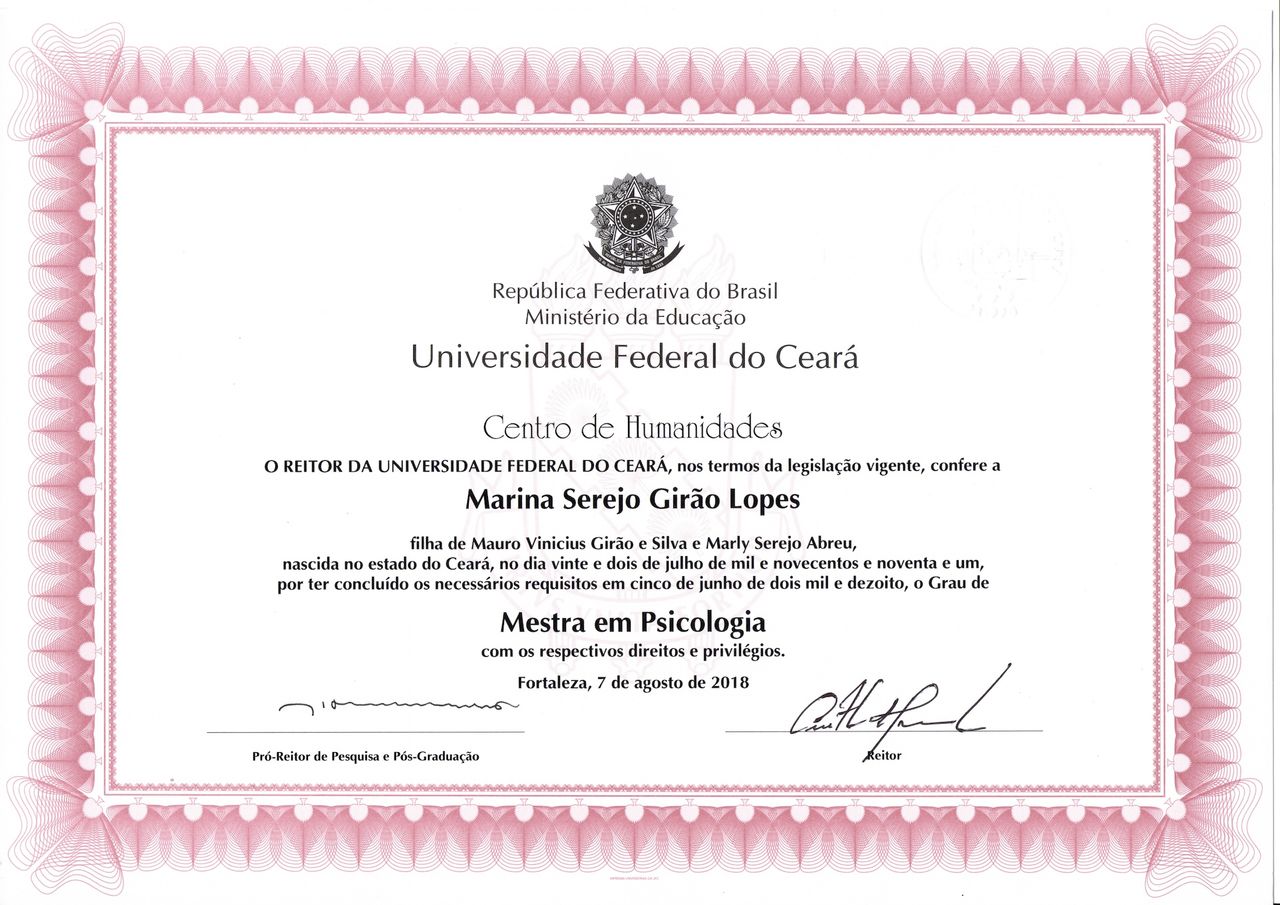 República Federativa do Brasil
Ministério da Educação
Universidade Federal do Ceará
Centro de Humanidades
O REITOR DA UNIVERSIDADE FEDERAL DO CEARÁ, nos termos da legislação vigente, confere a
Marina Serejo Girão Lopes
filha de Mauro Vinicius Girão e Silva e Marly Serejo Abreu,
nascida no estado do Ceará, no dia vinte e dois de julho de mil e novecentos e noventa e um,
por ter concluído os necessários requisitos em cinco de junho de dois mil e dezoito, o Grau de
Mestra em Psicologia
com os respectivos direitos e privilégios.
Fortaleza, 7 de agosto de 2018
Pró-Reitor de Pesquisa e Pós-Graduação
Reitor